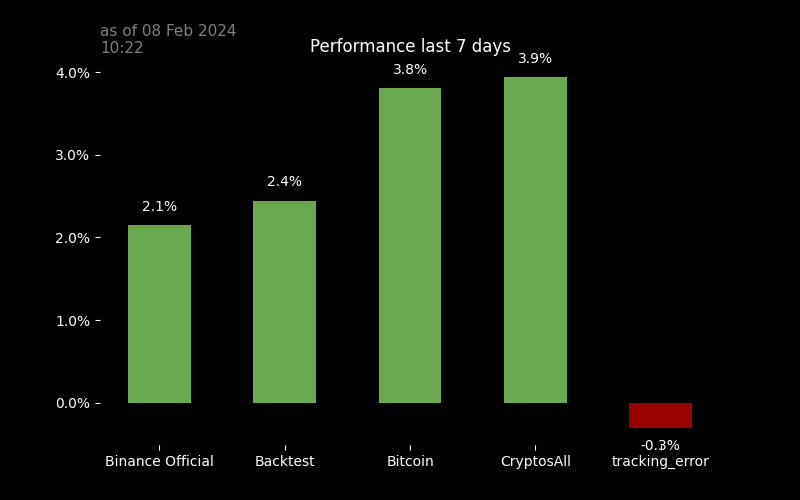 as of 08 Feb 2024
10:22
Performance last 7 days
4.0%
3.0%
2.0%
1.0%
0.0%
2.1%
2.4%
3.8%
3.9%
-0.3%
Binance Official
Backtest
Bitcoin
CryptosAll
tracking_error